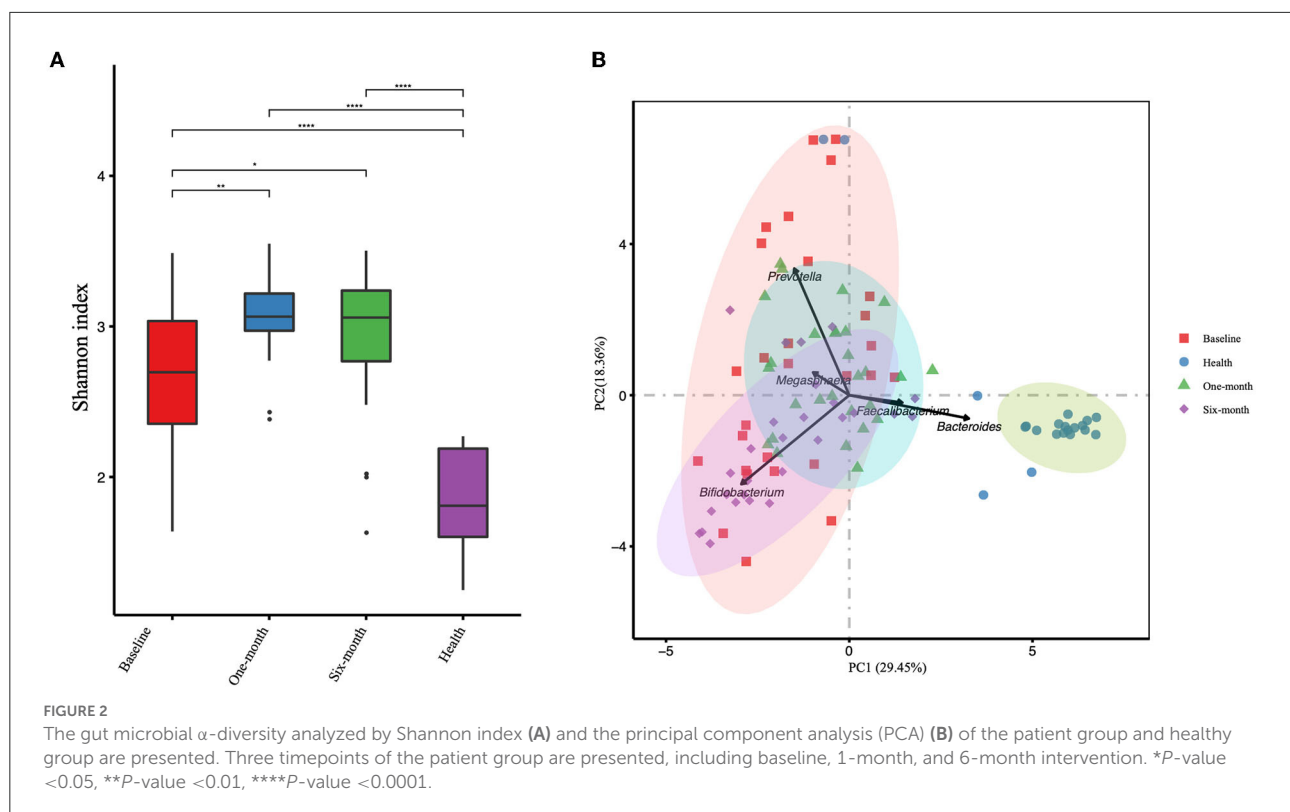 A
B
Shannon index
4
3
2
****
****
****
*
**
Baseline
One-month
Six-month
Health
PC2(18.36%)
4
0
−4
Prevotella
Megasphaera
Faecalibacterium
Bacteroides
Bifidobacterium
−5
0
5
PC1 (29.45%)
Baseline
Health
One-month
Six-month
FIGURE 2
The gut microbial α-diversity analyzed by Shannon index (A) and the principal component analysis (PCA) (B) of the patient group and healthy
group are presented. Three timepoints of the patient group are presented, including baseline, 1-month, and 6-month intervention. *P-value
<0.05, **P-value <0.01, ****P-value <0.0001.